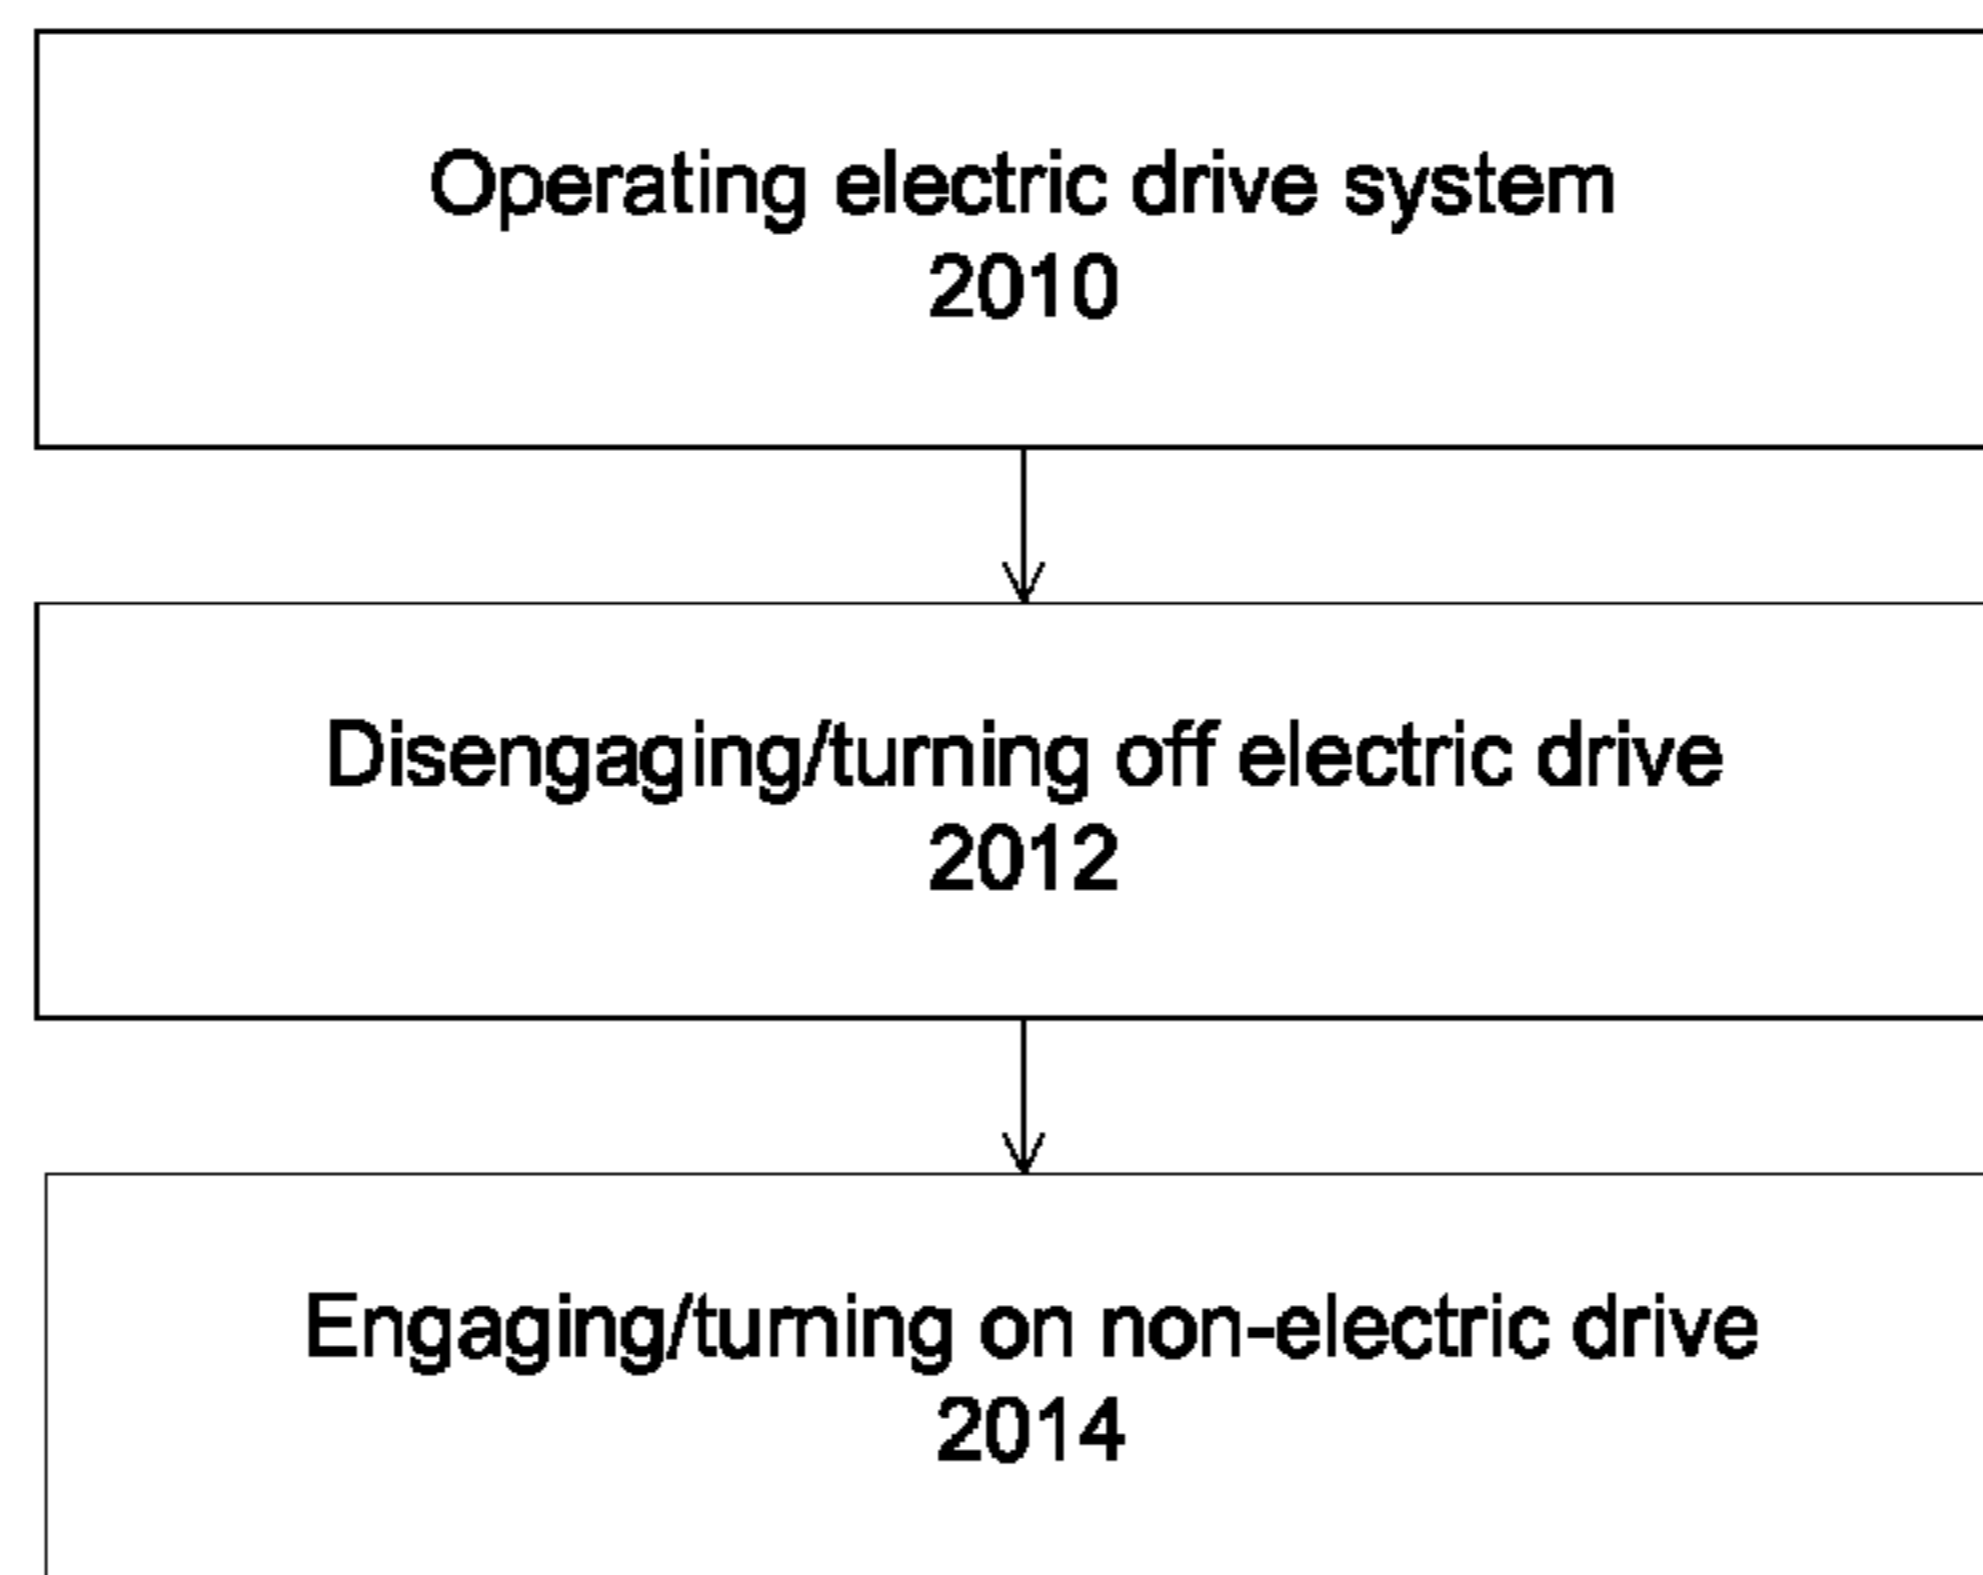 Operating electric drive system
2010
Disengaging/turning off electric drive
2012
Engaging/turning on non-electric drive
2014